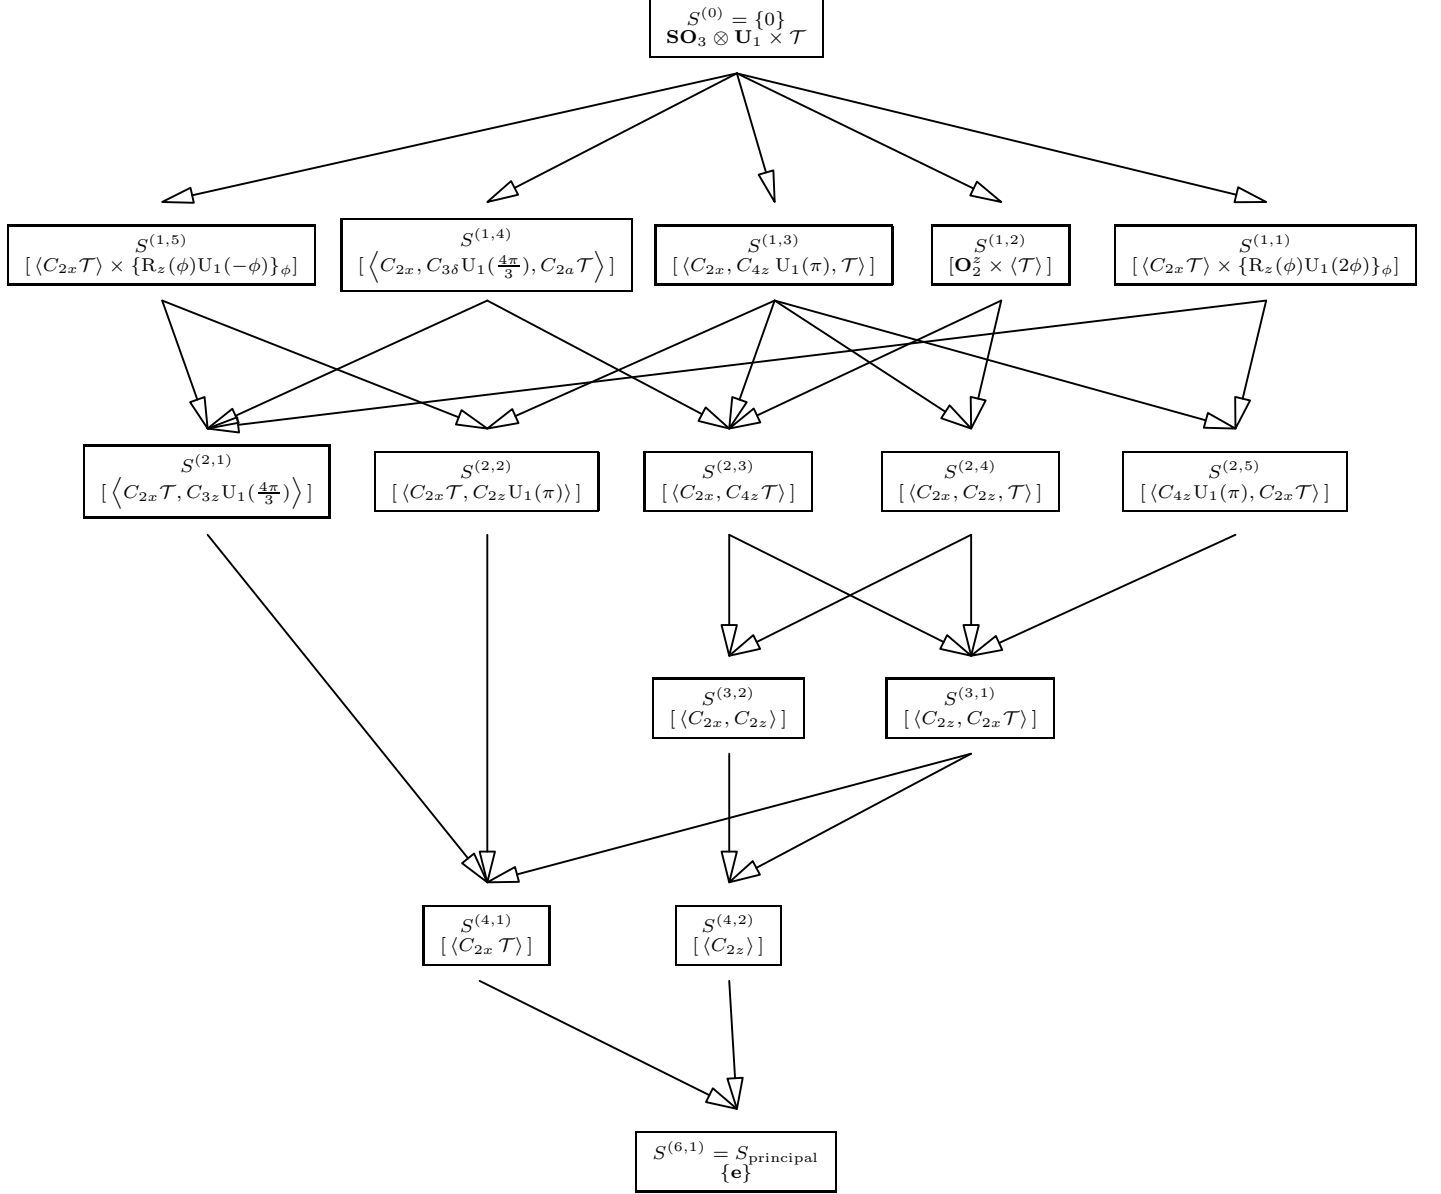 S^{(0)} = {0}
SO_3 ⊗ U_1 × 𝒯
S^{(1,5)}
[ ⟨C_{2x}𝒯⟩ × {R_z(ϕ)U_1(−ϕ)}_ϕ]
S^{(1,4)}
[ ⟨C_{2x}, C_{3δ}U_1(\frac{4π}{3}), C_{2a}𝒯⟩ ]
S^{(1,3)}
[ ⟨C_{2x}, C_{4z} U_1(π), 𝒯⟩ ]
S^{(1,2)}
[O_2^z × ⟨𝒯⟩ ]
S^{(1,1)}
[ ⟨C_{2x}𝒯⟩ × {R_z(ϕ)U_1(2ϕ)}_ϕ]
S^{(2,1)}
[ ⟨C_{2x}𝒯, C_{3z}U_1(\frac{4π}{3})⟩ ]
S^{(2,2)}
[ ⟨C_{2x}𝒯, C_{2z}U_1(π)⟩ ]
S^{(2,3)}
[ ⟨C_{2x}, C_{4z}𝒯⟩ ]
S^{(2,4)}
[ ⟨C_{2x}, C_{2z}, 𝒯⟩ ]
S^{(2,5)}
[ ⟨C_{4z}U_1(π), C_{2x}𝒯⟩ ]
S^{(3,2)}
[ ⟨C_{2x}, C_{2z}⟩ ]
S^{(3,1)}
[ ⟨C_{2z}, C_{2x}𝒯⟩ ]
S^{(4,1)}
[ ⟨C_{2x} 𝒯⟩ ]
S^{(4,2)}
[ ⟨C_{2z}⟩ ]
S^{(6,1)} = S_{principal}
{e}